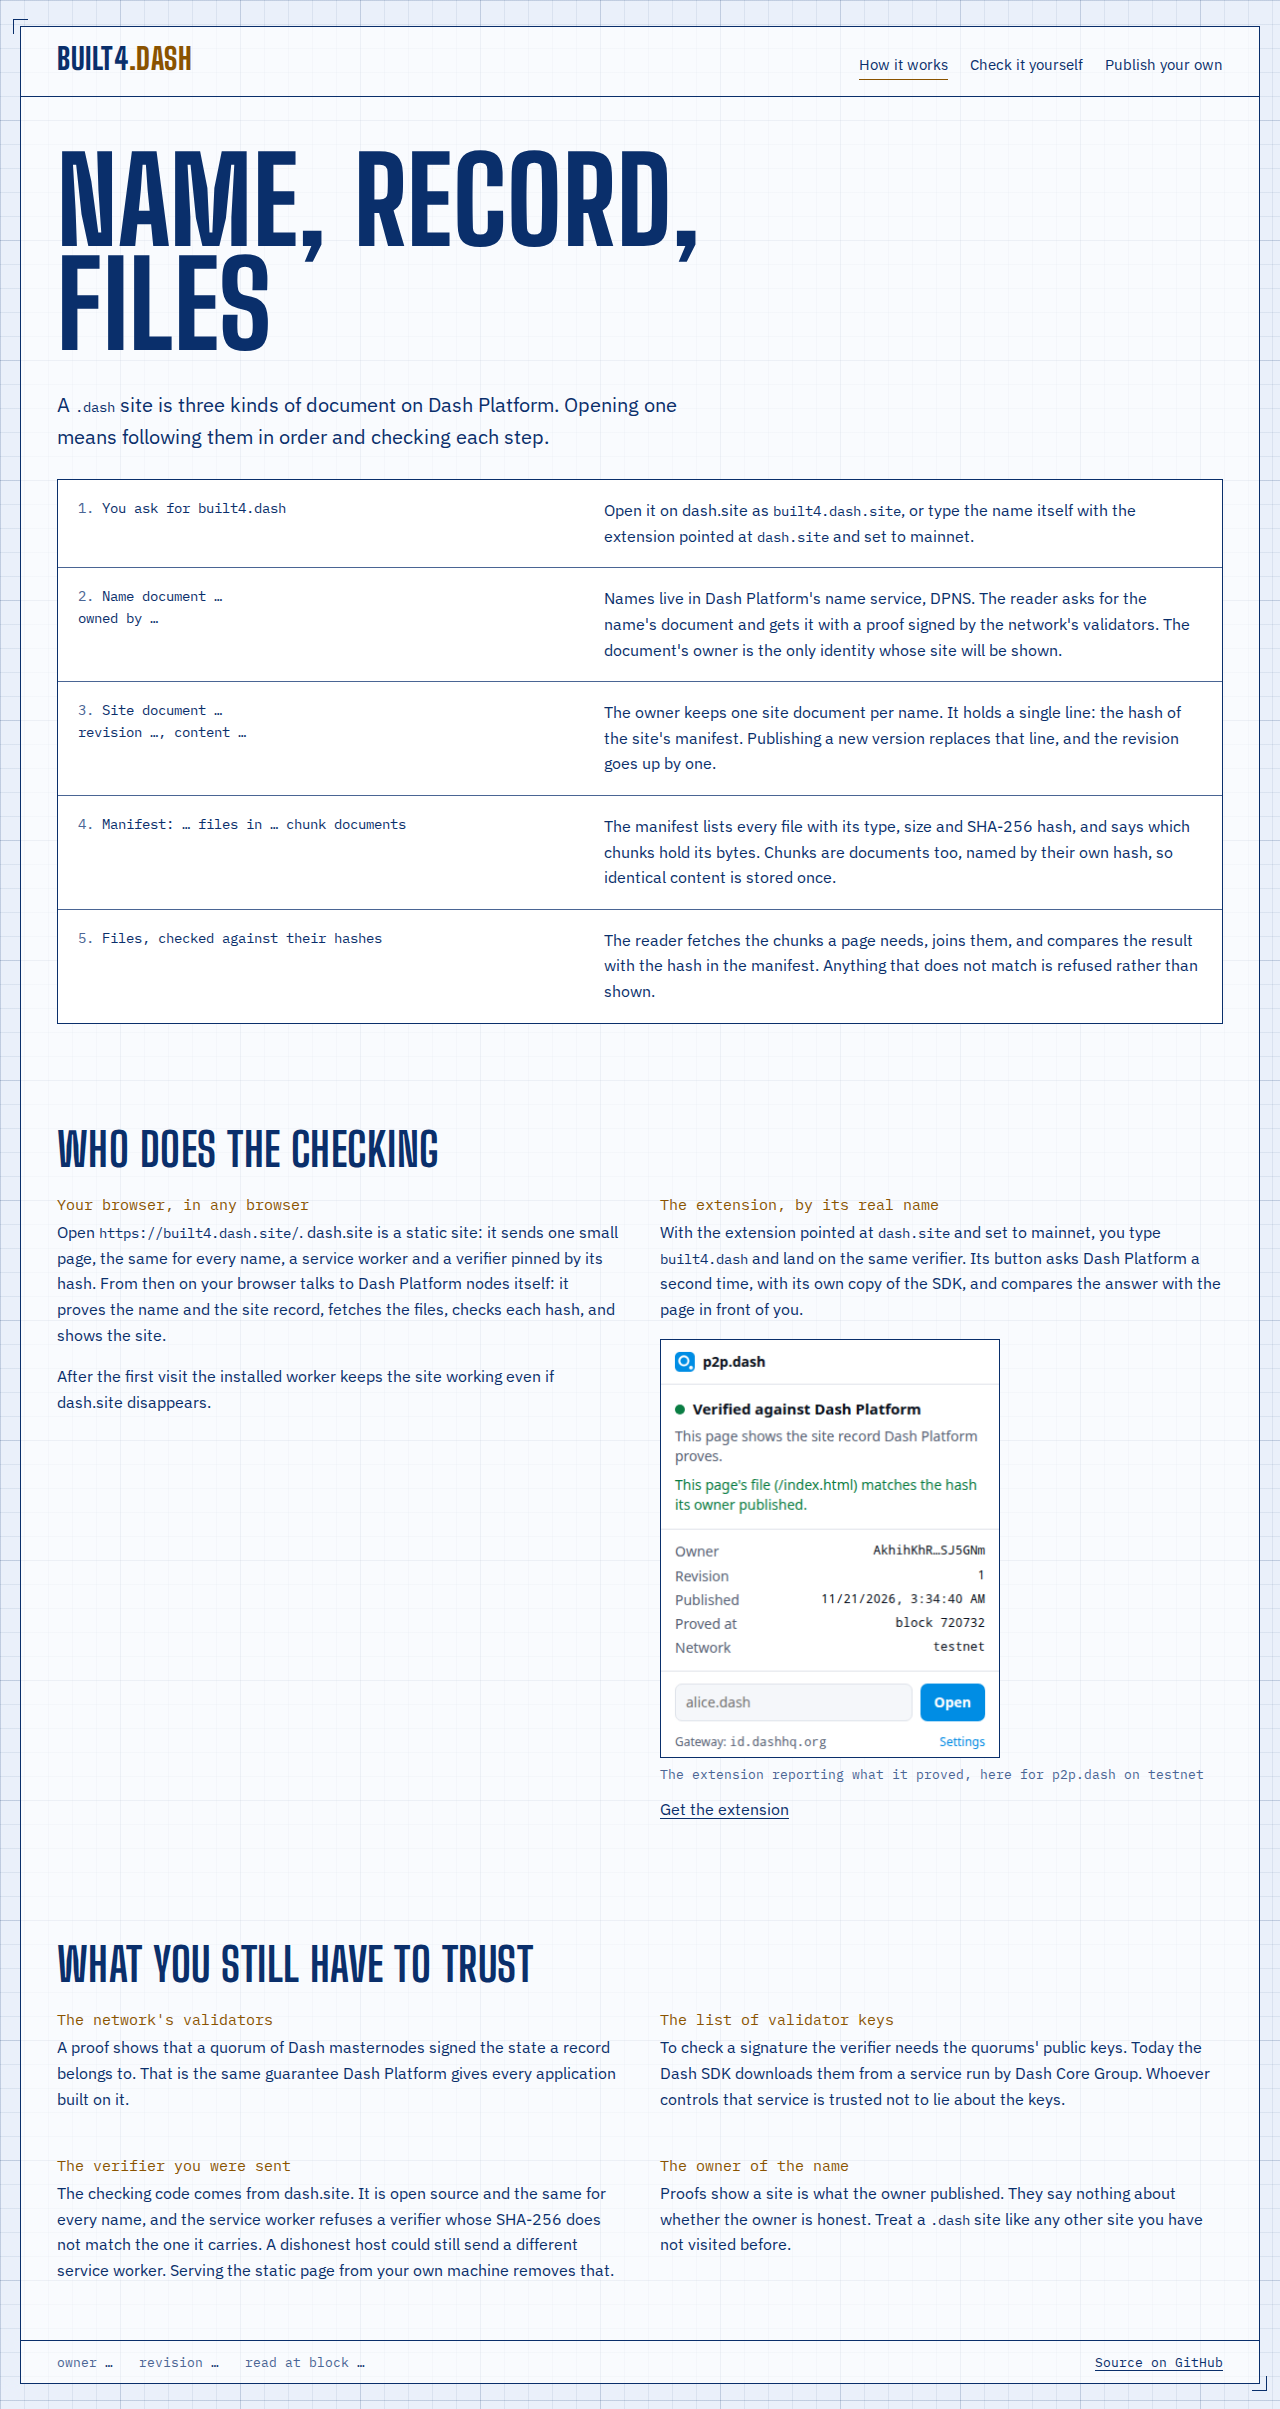 BUILT4.DASH
How it works Check it yourself Publish your own
NAME, RECORD,
FILES
A .dash site is three kinds of document on Dash Platform. Opening one
means following them in order and checking each step.
1. You ask for built4.dash
Open it on dash.site as built4.dash.site, or type the name itself with the
extension pointed at dash.site and set to mainnet.
2. Name document …
owned by …
Names live in Dash Platform's name service, DPNS. The reader asks for the
name's document and gets it with a proof signed by the network's validators. The
document's owner is the only identity whose site will be shown.
3. Site document …
revision …, content …
The owner keeps one site document per name. It holds a single line: the hash of
the site's manifest. Publishing a new version replaces that line, and the revision
goes up by one.
4. Manifest: … files in … chunk documents
The manifest lists every file with its type, size and SHA-256 hash, and says which
chunks hold its bytes. Chunks are documents too, named by their own hash, so
identical content is stored once.
5. Files, checked against their hashes
The reader fetches the chunks a page needs, joins them, and compares the result
with the hash in the manifest. Anything that does not match is refused rather than
shown.
WHO DOES THE CHECKING
Your browser, in any browser
Open https://built4.dash.site/. dash.site is a static site: it sends one small
page, the same for every name, a service worker and a verifier pinned by its
hash. From then on your browser talks to Dash Platform nodes itself: it
proves the name and the site record, fetches the files, checks each hash, and
shows the site.
After the first visit the installed worker keeps the site working even if
dash.site disappears.
The extension, by its real name
With the extension pointed at dash.site and set to mainnet, you type
built4.dash and land on the same verifier. Its button asks Dash Platform a
second time, with its own copy of the SDK, and compares the answer with the
page in front of you.
p2p.dash
Verified against Dash Platform
This page shows the site record Dash Platform
proves.
This page's file (/index.html) matches the hash
its owner published.
Owner AkhihKhR…SJ5GNm
Revision 1
Published 11/21/2026, 3:34:40 AM
Proved at block 720732
Network testnet
alice.dash Open
Gateway: id.dashhq.org Settings
The extension reporting what it proved, here for p2p.dash on testnet
Get the extension
WHAT YOU STILL HAVE TO TRUST
The network's validators
A proof shows that a quorum of Dash masternodes signed the state a record
belongs to. That is the same guarantee Dash Platform gives every application
built on it.
The list of validator keys
To check a signature the verifier needs the quorums' public keys. Today the
Dash SDK downloads them from a service run by Dash Core Group. Whoever
controls that service is trusted not to lie about the keys.
The verifier you were sent
The checking code comes from dash.site. It is open source and the same for
every name, and the service worker refuses a verifier whose SHA-256 does
not match the one it carries. A dishonest host could still send a different
service worker. Serving the static page from your own machine removes that.
The owner of the name
Proofs show a site is what the owner published. They say nothing about
whether the owner is honest. Treat a .dash site like any other site you have
not visited before.
owner … revision … read at block … Source on GitHub